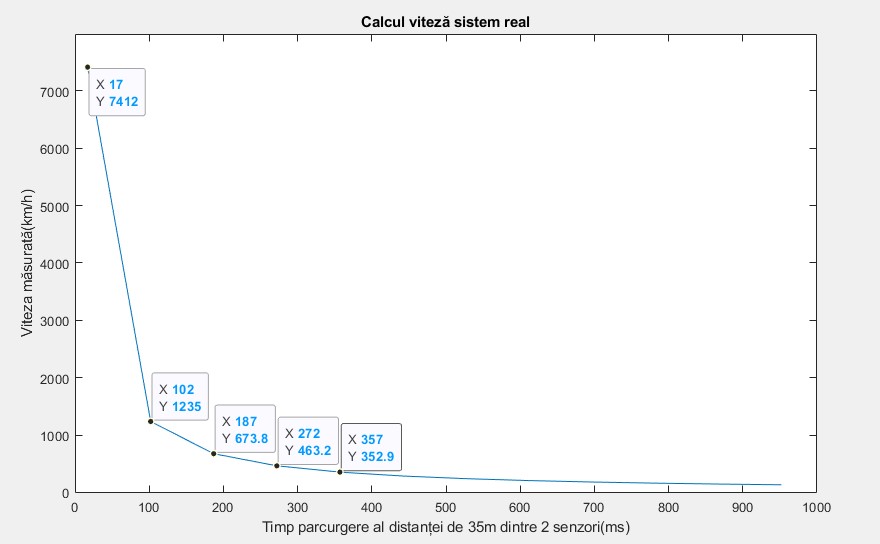 Calcul viteză sistem real
Viteza măsurată(km/h)
7000
6000
5000
4000
3000
2000
1000
0
X 17
Y 7412
X 102
Y 1235
X 187
Y 673.8
X 272
Y 463.2
X 357
Y 352.9
0 100 200 300 400 500 600 700 800 900 1000
Timp parcurgere al distanței de 35m dintre 2 senzori(ms)